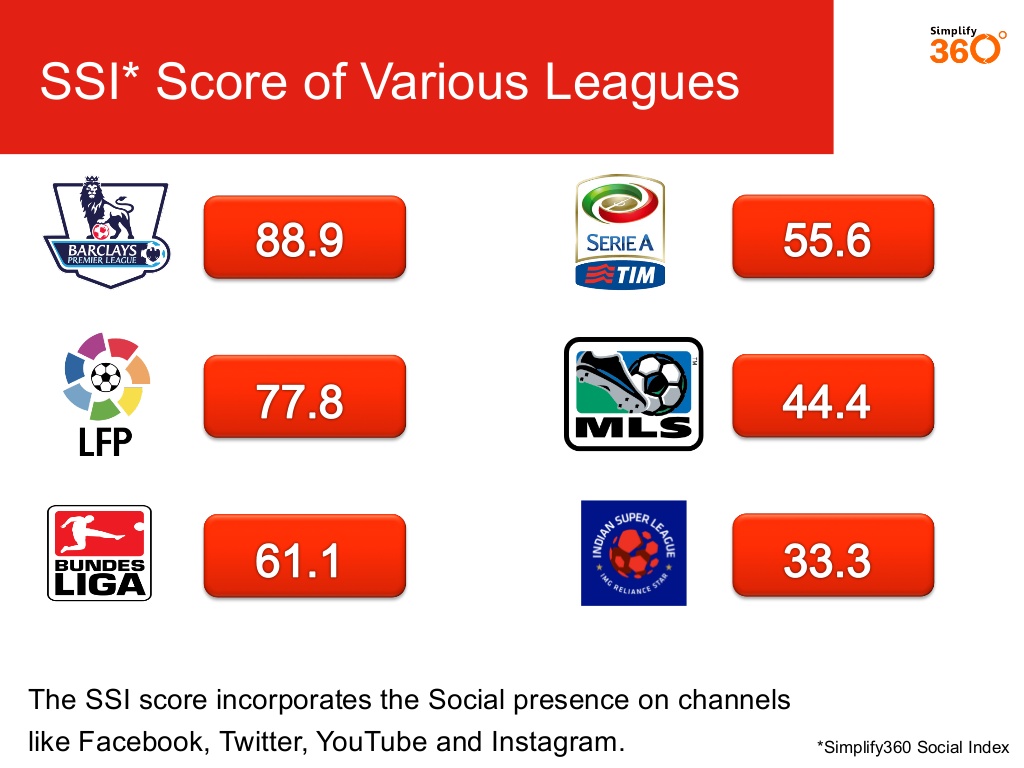 SSI* Score of Various Leagues
Simplify
360°
BARCLAYS
PREMIER LEAGUE
88.9
SERIE A
TIM
55.6
LFP
77.8
MLS
TM
44.4
BUNDES
LIGA
61.1
INDIAN SUPER LEAGUE
IMG RELIANCE STAR
33.3
The SSI score incorporates the Social presence on channels
like Facebook, Twitter, YouTube and Instagram.
*Simplify360 Social Index